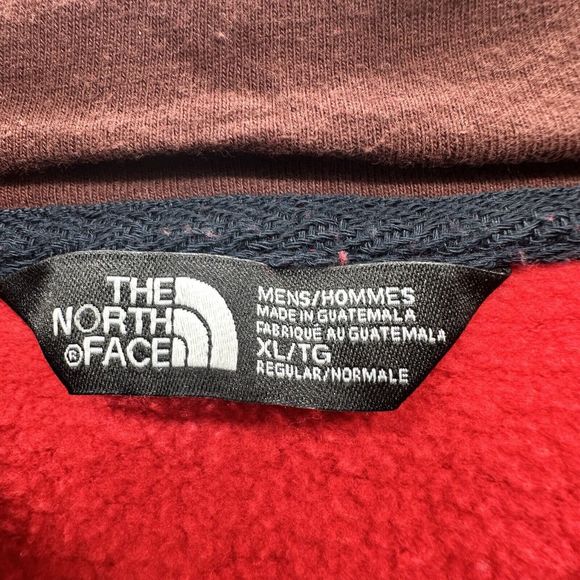 THE
NORTH
® FACE
MENS/HOMMES
MADE IN GUATEMALA
FABRIQUE AU GUATEMALA
XL/TG
REGULAR/NORMALE